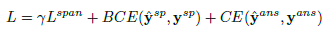 L = γL^{span} + BCE(ŷ^{sp}, y^{sp}) + CE(ŷ^{ans}, y^{ans})